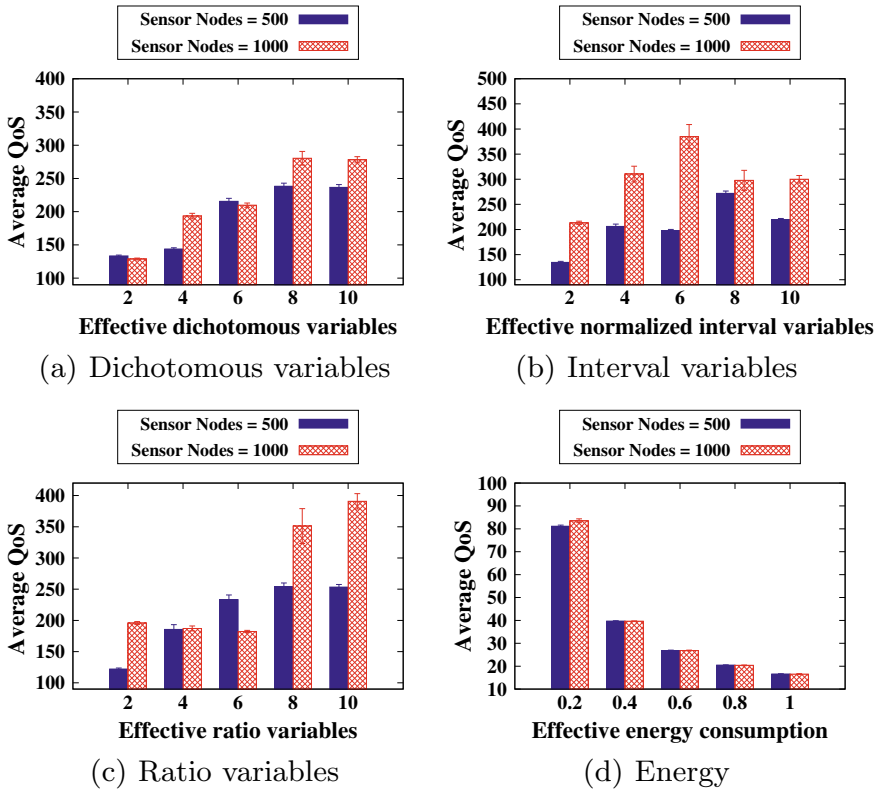 Sensor Nodes = 500
Sensor Nodes = 1000
400
350
300
250
200
150
100
Average QoS
2 4 6 8 10
Effective dichotomous variables
(a) Dichotomous variables
Sensor Nodes = 500
Sensor Nodes = 1000
500
450
400
350
300
250
200
150
100
Average QoS
2 4 6 8 10
Effective normalized interval variables
(b) Interval variables
Sensor Nodes = 500
Sensor Nodes = 1000
400
350
300
250
200
150
100
Average QoS
2 4 6 8 10
Effective ratio variables
(c) Ratio variables
Sensor Nodes = 500
Sensor Nodes = 1000
100
90
80
70
60
50
40
30
20
10
Average QoS
0.2 0.4 0.6 0.8 1
Effective energy consumption
(d) Energy